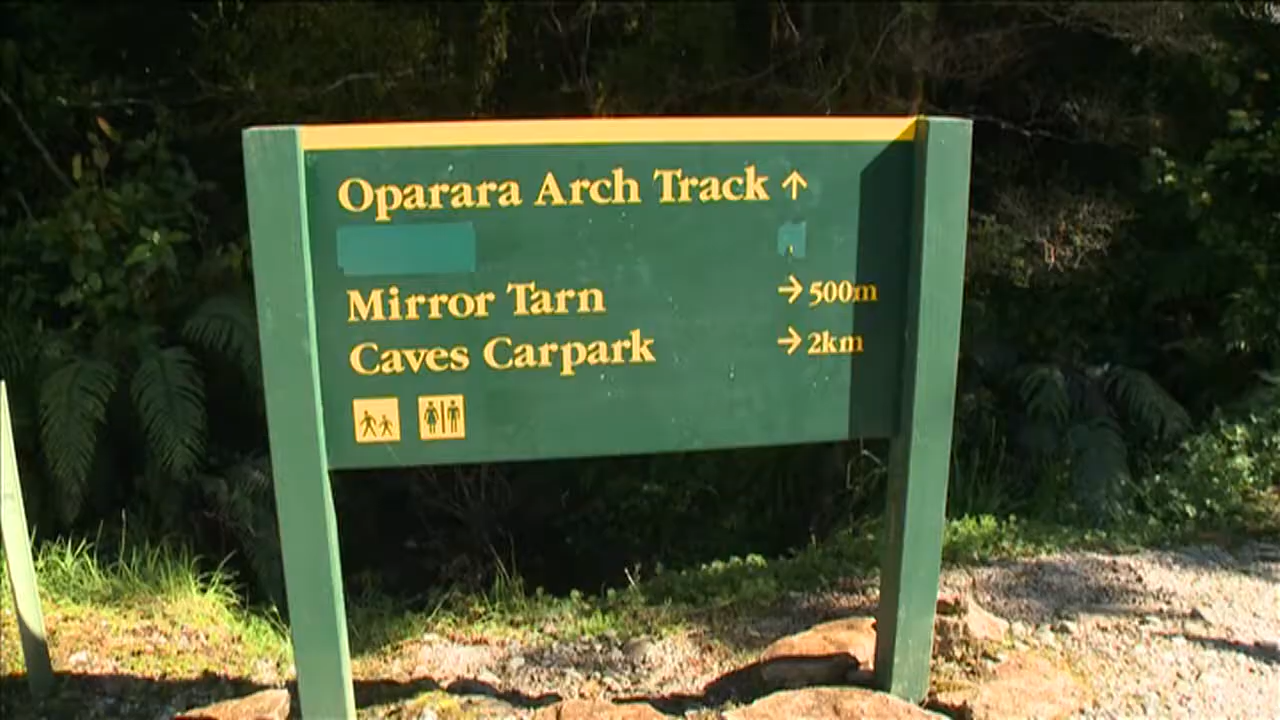 Oparara Arch Track ↑
Mirror Tarn → 500m
Caves Carpark → 2km